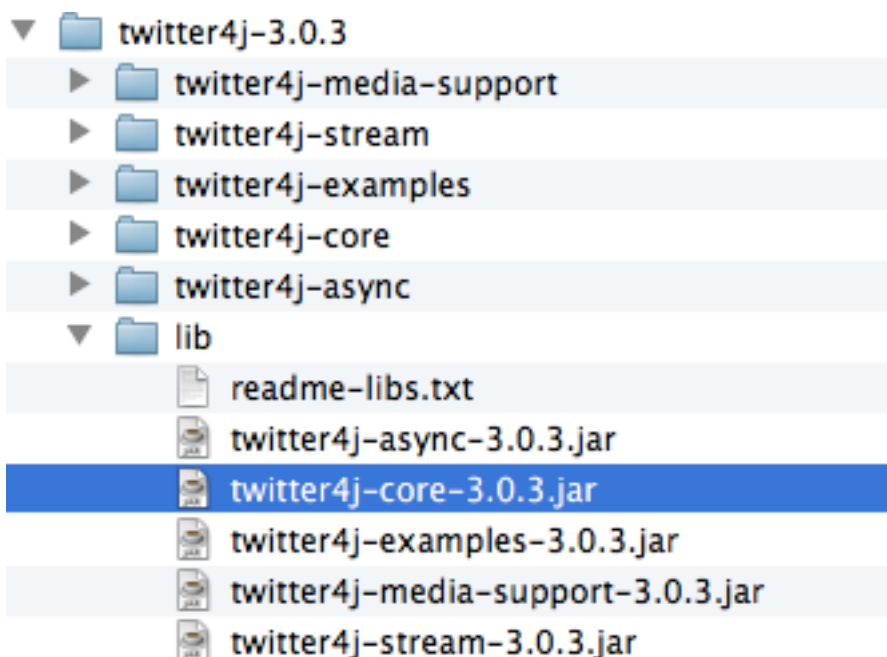 twitter4j-3.0.3
twitter4j-media-support
twitter4j-stream
twitter4j-examples
twitter4j-core
twitter4j-async
lib
readme-libs.txt
twitter4j-async-3.0.3.jar
twitter4j-core-3.0.3.jar
twitter4j-examples-3.0.3.jar
twitter4j-media-support-3.0.3.jar
twitter4j-stream-3.0.3.jar